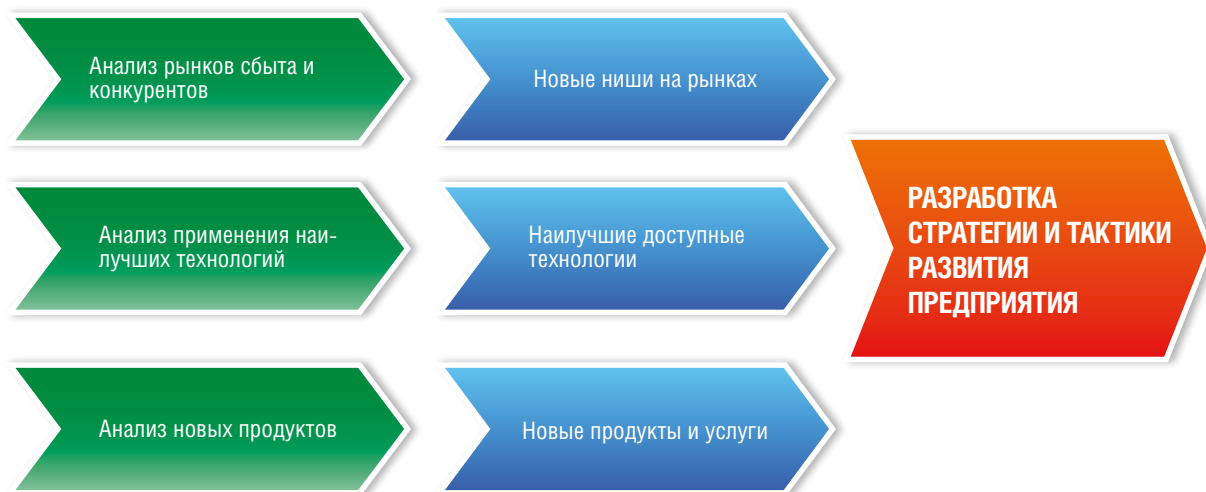 Анализ рынков сбыта и
конкурентов
Новые ниши на рынках
Анализ применения наи-
лучших технологий
Наилучшие доступные
технологии
Анализ новых продуктов
Новые продукты и услуги
РАЗРАБОТКА
СТРАТЕГИИ И ТАКТИКИ
РАЗВИТИЯ
ПРЕДПРИЯТИЯ